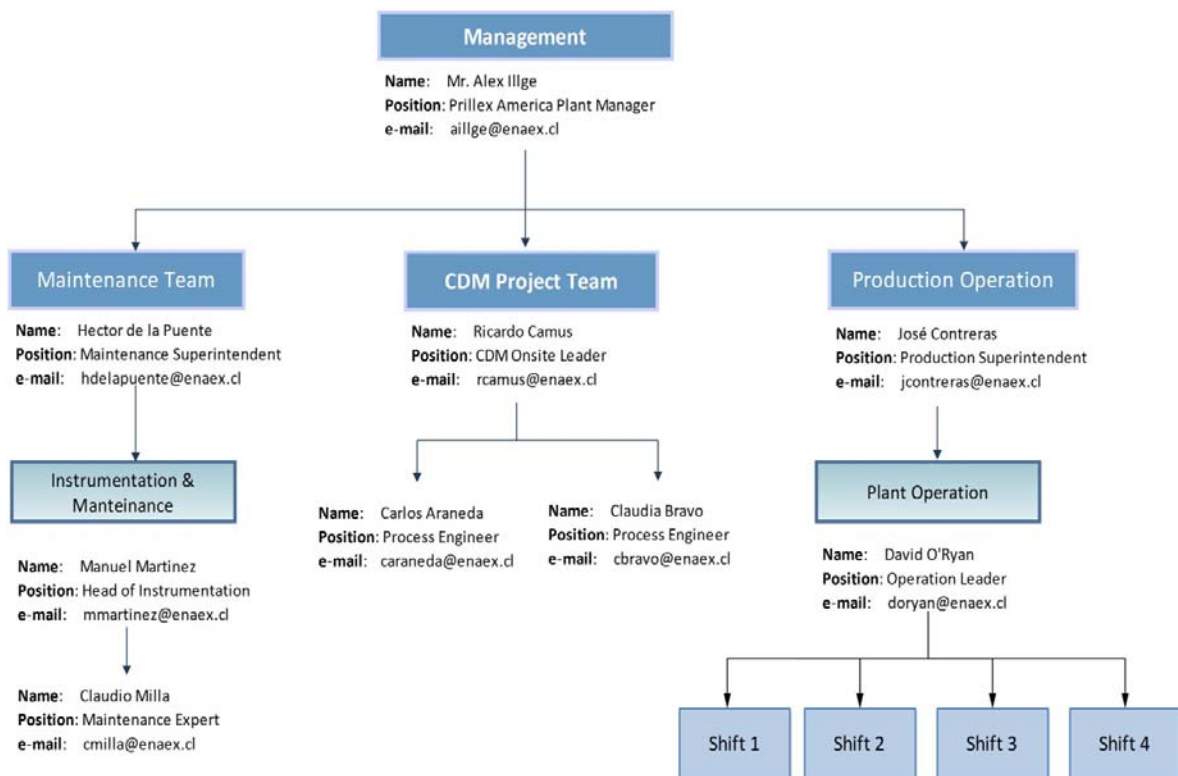 Management
Name: Mr. Alex Illge
Position: Prillex America Plant Manager
e-mail: aillge@enaex.cl
Maintenance Team
Name: Hector de la Puente
Position: Maintenance Superintendent
e-mail: hdelapuente@enaex.cl
CDM Project Team
Name: Ricardo Camus
Position: CDM Onsite Leader
e-mail: rcamus@enaex.cl
Production Operation
Name: José Contreras
Position: Production Superintendent
e-mail: jcontreras@enaex.cl
Instrumentation &
Manteinance
Name: Manuel Martinez
Position: Head of Instrumentation
e-mail: mmartinez@enaex.cl
Name: Claudio Milla
Position: Maintenance Expert
e-mail: cmilla@enaex.cl
Name: Carlos Araneda
Position: Process Engineer
e-mail: caraneda@enaex.cl
Name: Claudia Bravo
Position: Process Engineer
e-mail: cbravo@enaex.cl
Plant Operation
Name: David O'Ryan
Position: Operation Leader
e-mail: doryan@enaex.cl
Shift 1
Shift 2
Shift 3
Shift 4